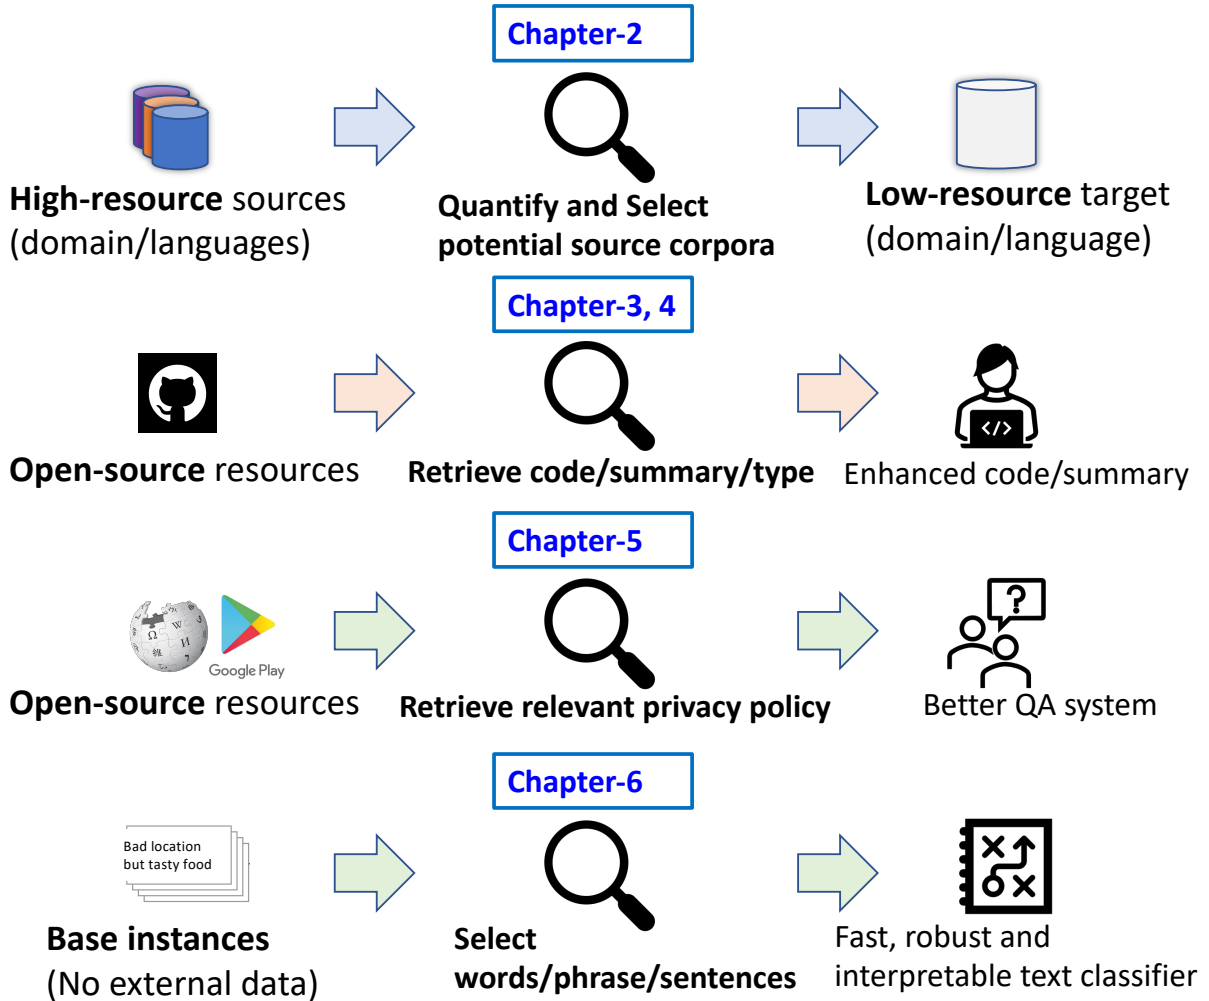 Chapter-2
High-resource sources
(domain/languages)
Quantify and Select
potential source corpora
Low-resource target
(domain/language)
Chapter-3, 4
</>
Open-source resources
Retrieve code/summary/type
Enhanced code/summary
Chapter-5
Ω
W
維
И
?
Google Play
Open-source resources
Retrieve relevant privacy policy
Better QA system
Chapter-6
Bad location
but tasty food
Base instances
(No external data)
Select
words/phrase/sentences
Fast, robust and
interpretable text classifier